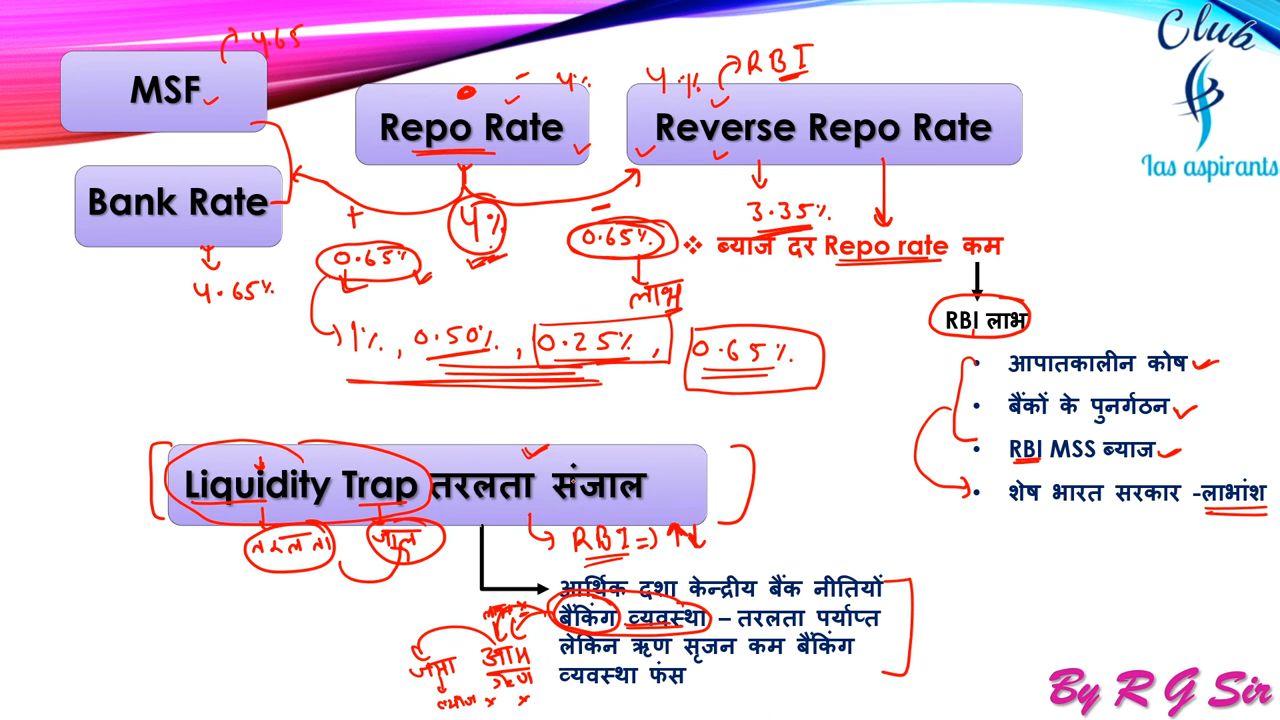 Club
Ias aspirants
4.65
MSF
Repo Rate
4%
4%
RBI
Reverse Repo Rate
Bank Rate
4.65%
+
0.65%
4%
-
0.65%
लाभ
3.35%
ब्याज दर Repo rate कम
RBI लाभ
1%, 0.50%, 0.25%, 0.65%
• आपातकालीन कोष
• बैंकों के पुनर्गठन
• RBI MSS ब्याज
• शेष भारत सरकार -लाभांश
Liquidity Trap तरलता संजाल
तरलता
जाल
RBI =>
आर्थिक दशा केन्द्रीय बैंक नीतियों
बैंकिंग व्यवस्था – तरलता पर्याप्त
लेकिन ऋण सृजन कम बैंकिंग
व्यवस्था फंस
जमा
आम
ऋण
ब्याज
By R G Sir